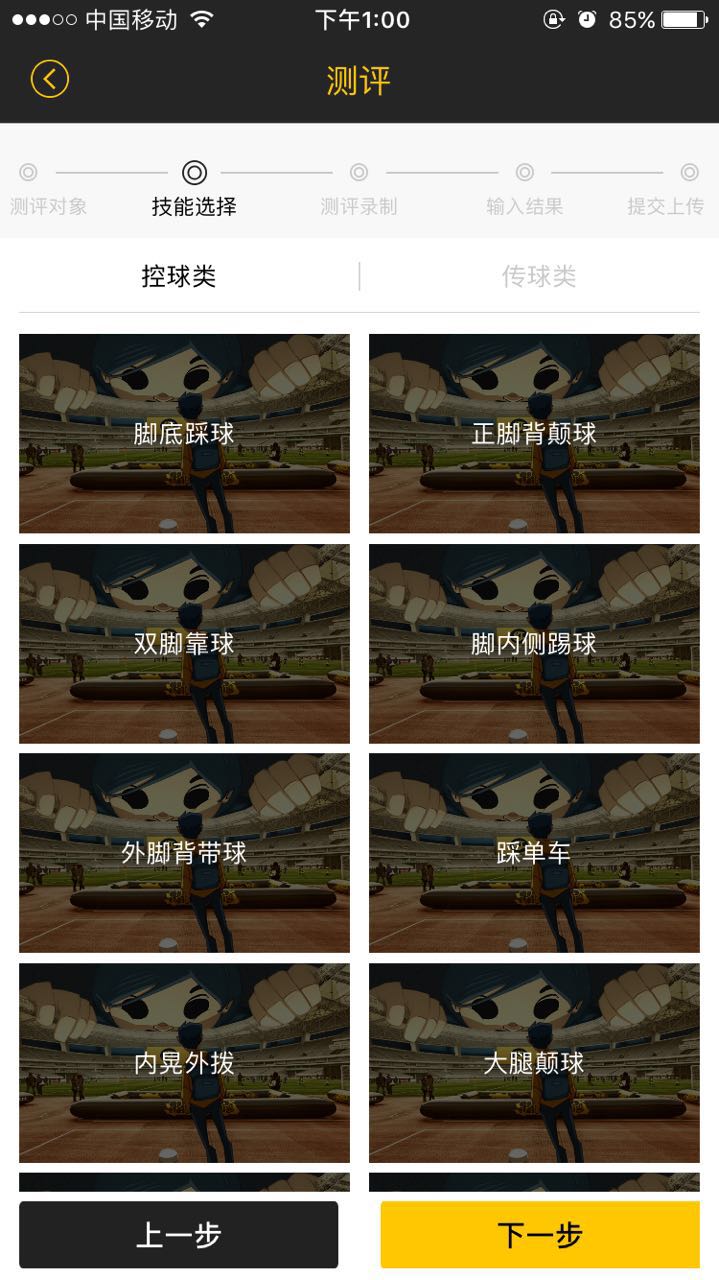 中国移动 下午1:00 85%
测评
测评对象 技能选择 测评录制 输入结果 提交上传
控球类 传球类
脚底踩球 正脚背颠球
双脚靠球 脚内侧踢球
外脚背带球 踩单车
内晃外拨 大腿颠球
上一步 下一步